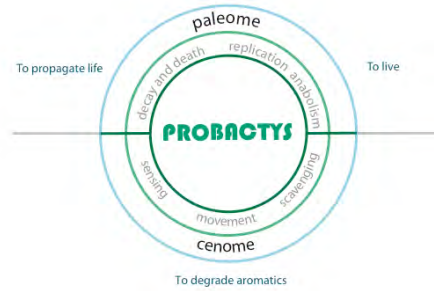 paleome
To propagate life
To live
decay and death
replication
anabolism
PROBACTYS
sensing
movement
scavenging
cenome
To degrade aromatics